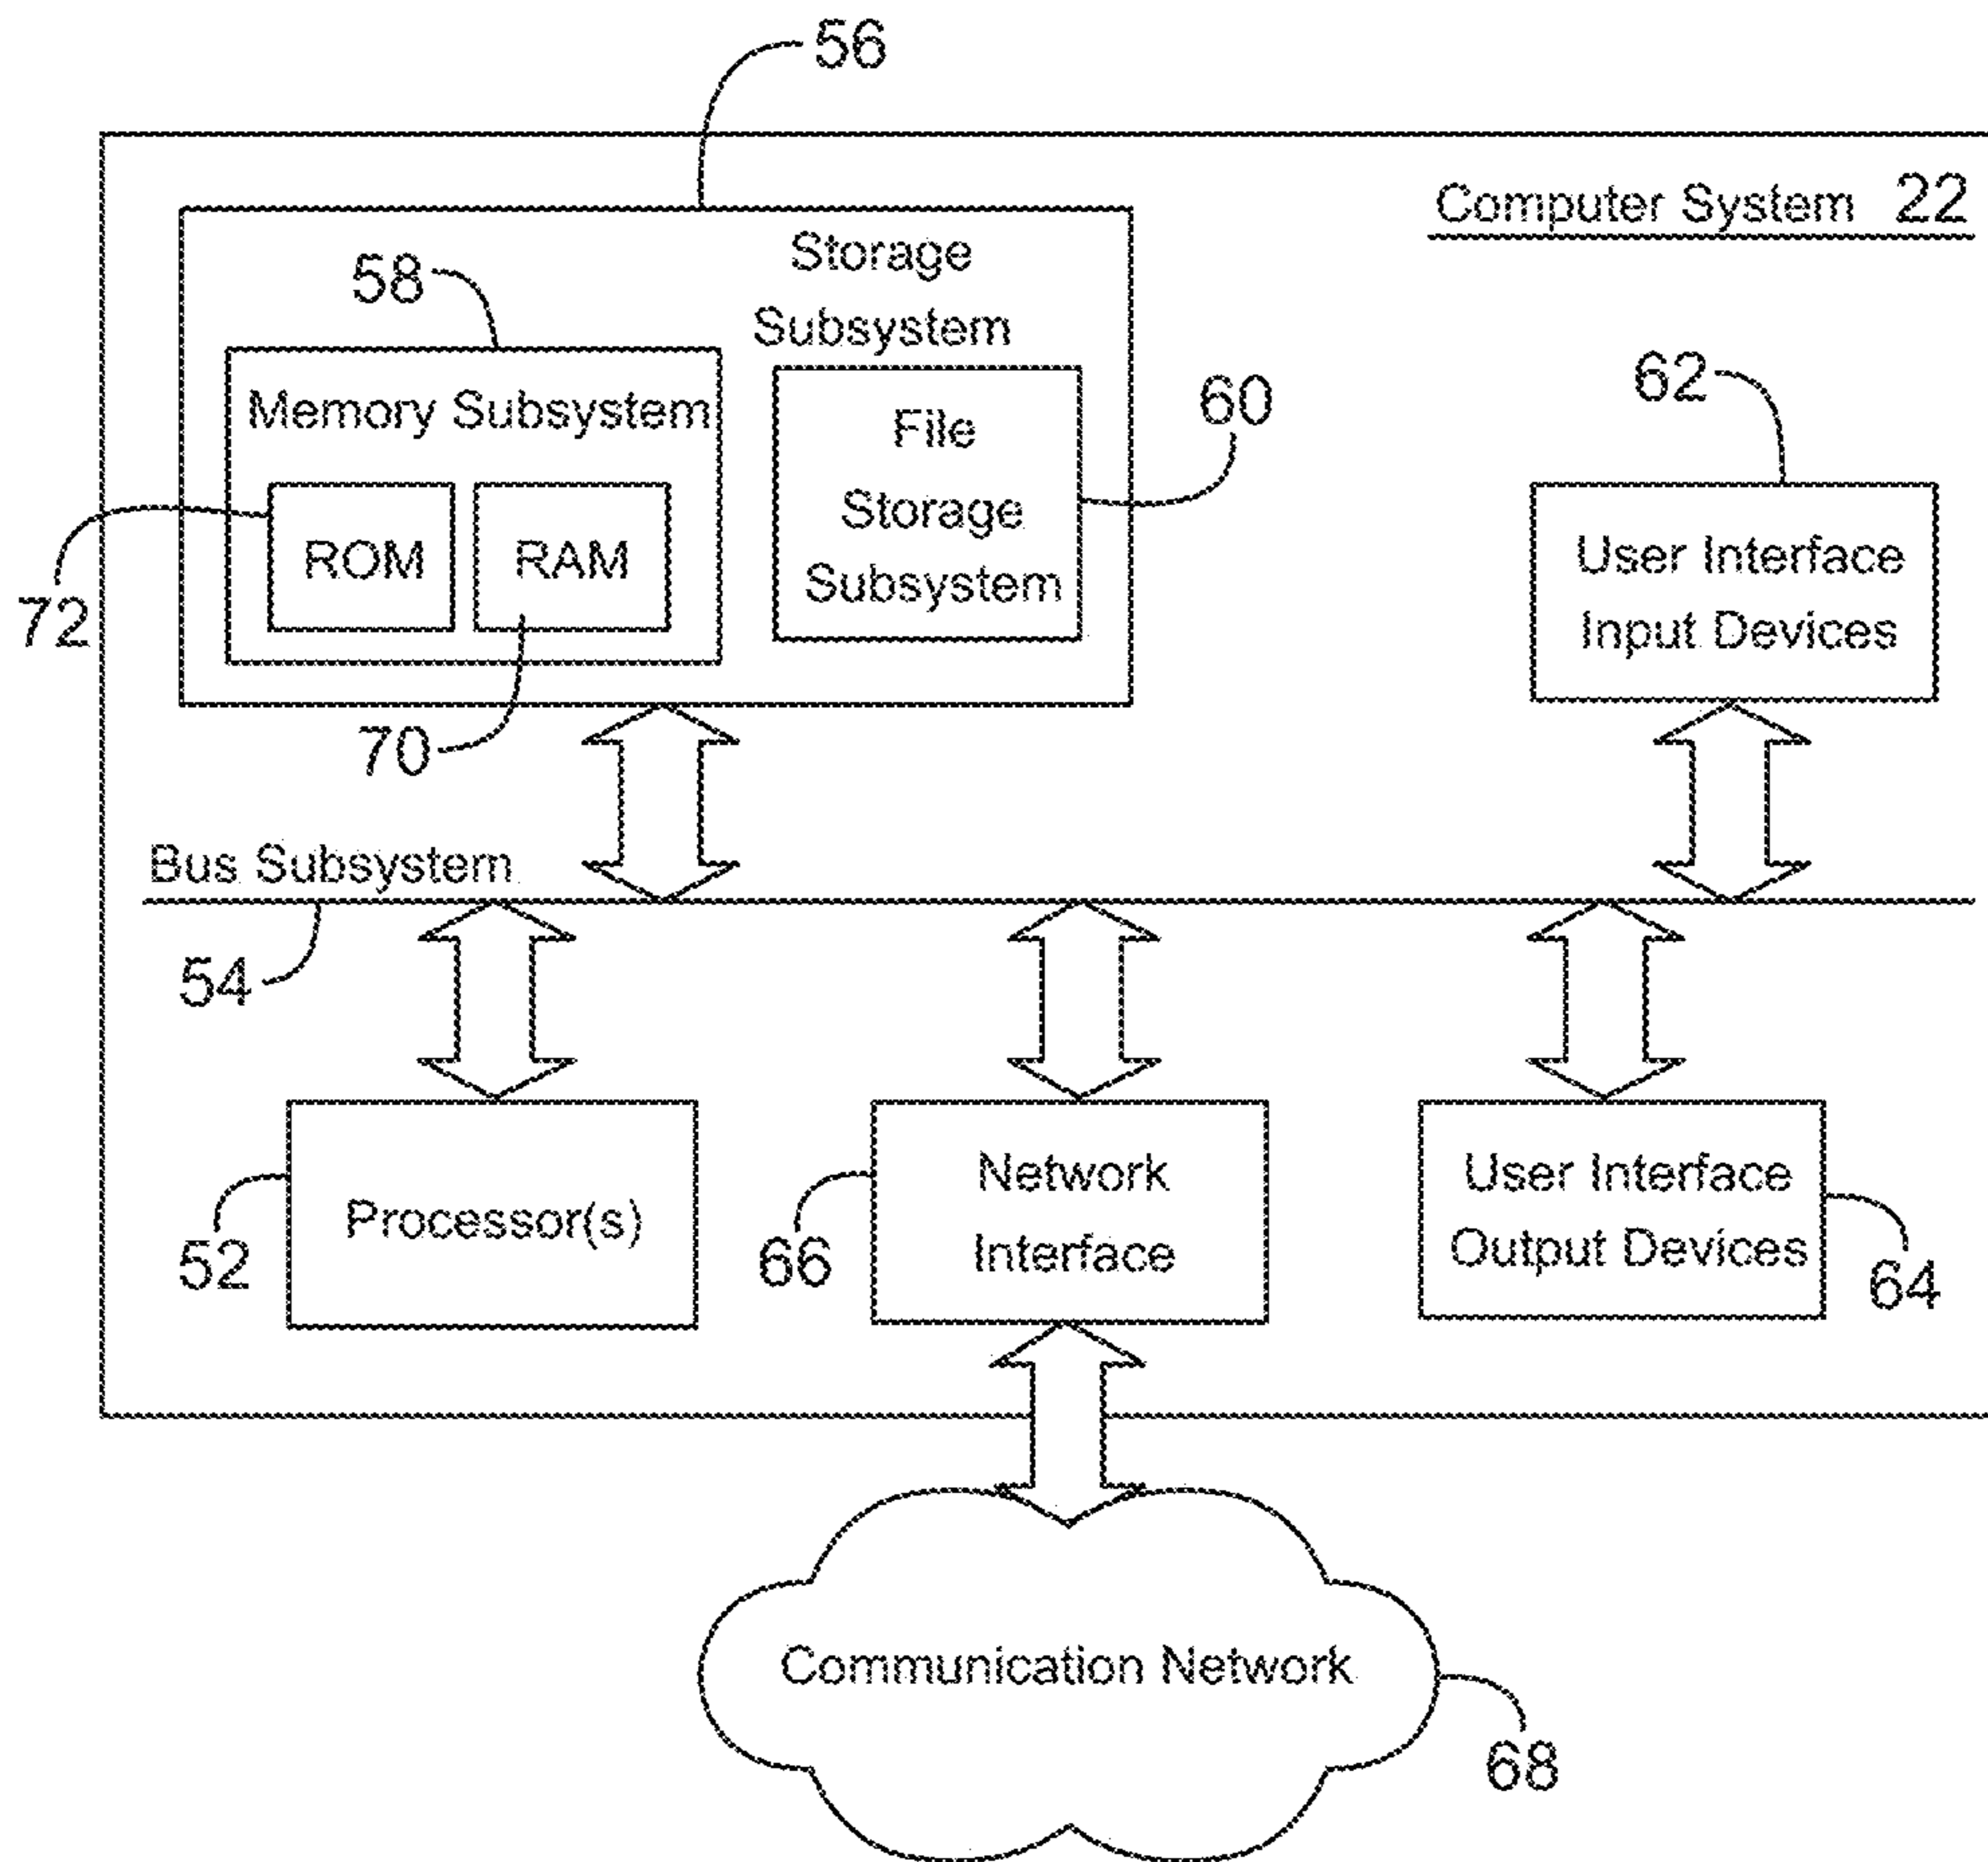 56
Computer System 22
Storage
Subsystem
58
Memory Subsystem
File
Storage
Subsystem
60
62
ROM
RAM
72
70
User Interface
Input Devices
Bus Subsystem
54
Processor(s)
52
Network
Interface
66
User Interface
Output Devices
64
Communication Network
68